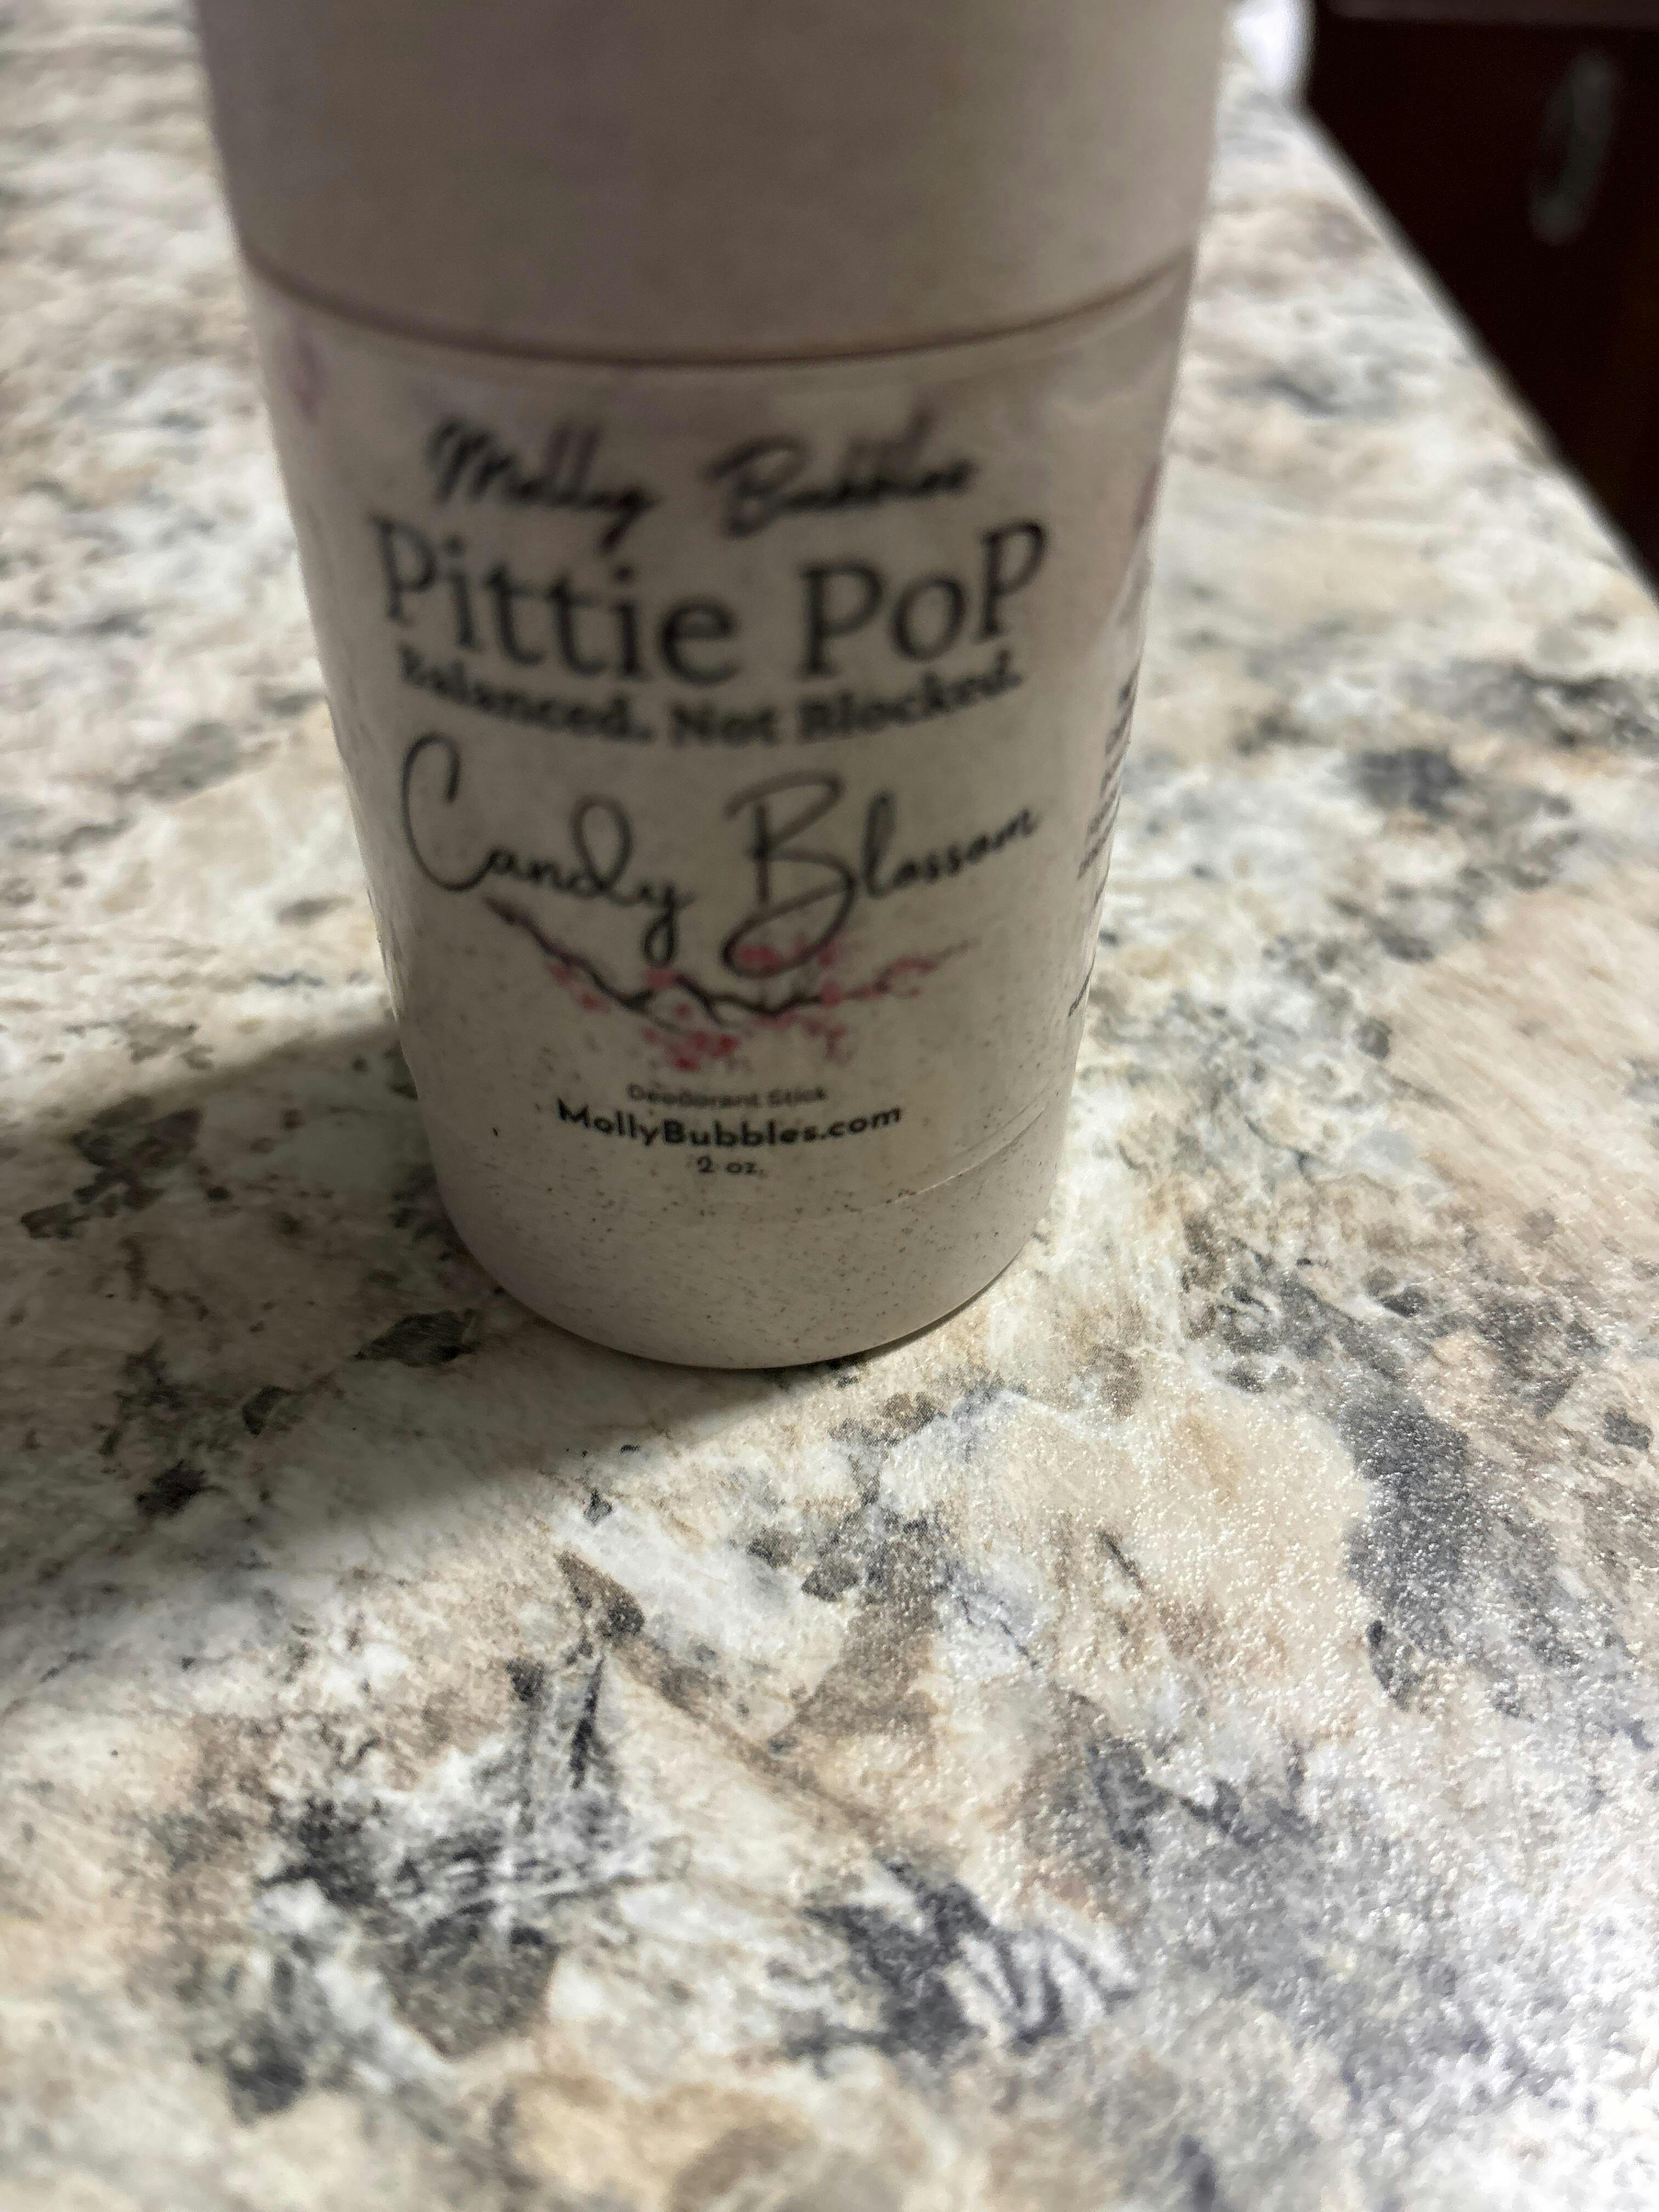 Molly Bubbles
Pittie PoP
Balanced. Not Blocked.
Candy Blossom
Deodorant Stick
MollyBubbles.com
2 oz.